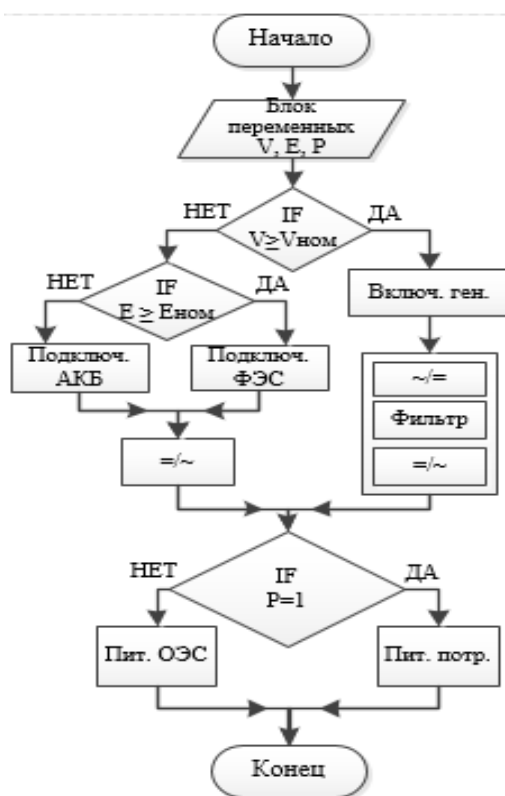 Начало
Блок
переменных
V, E, P
НЕТ
IF
V≥Vном
ДА
НЕТ
IF
E ≥ Eном
ДА
Включ. ген.
Подключ.
АКБ
Подключ.
ФЭС
~/=
Фильтр
=/~
=/~
НЕТ
IF
P=1
ДА
Пит. ОЭС
Пит. потр.
Конец